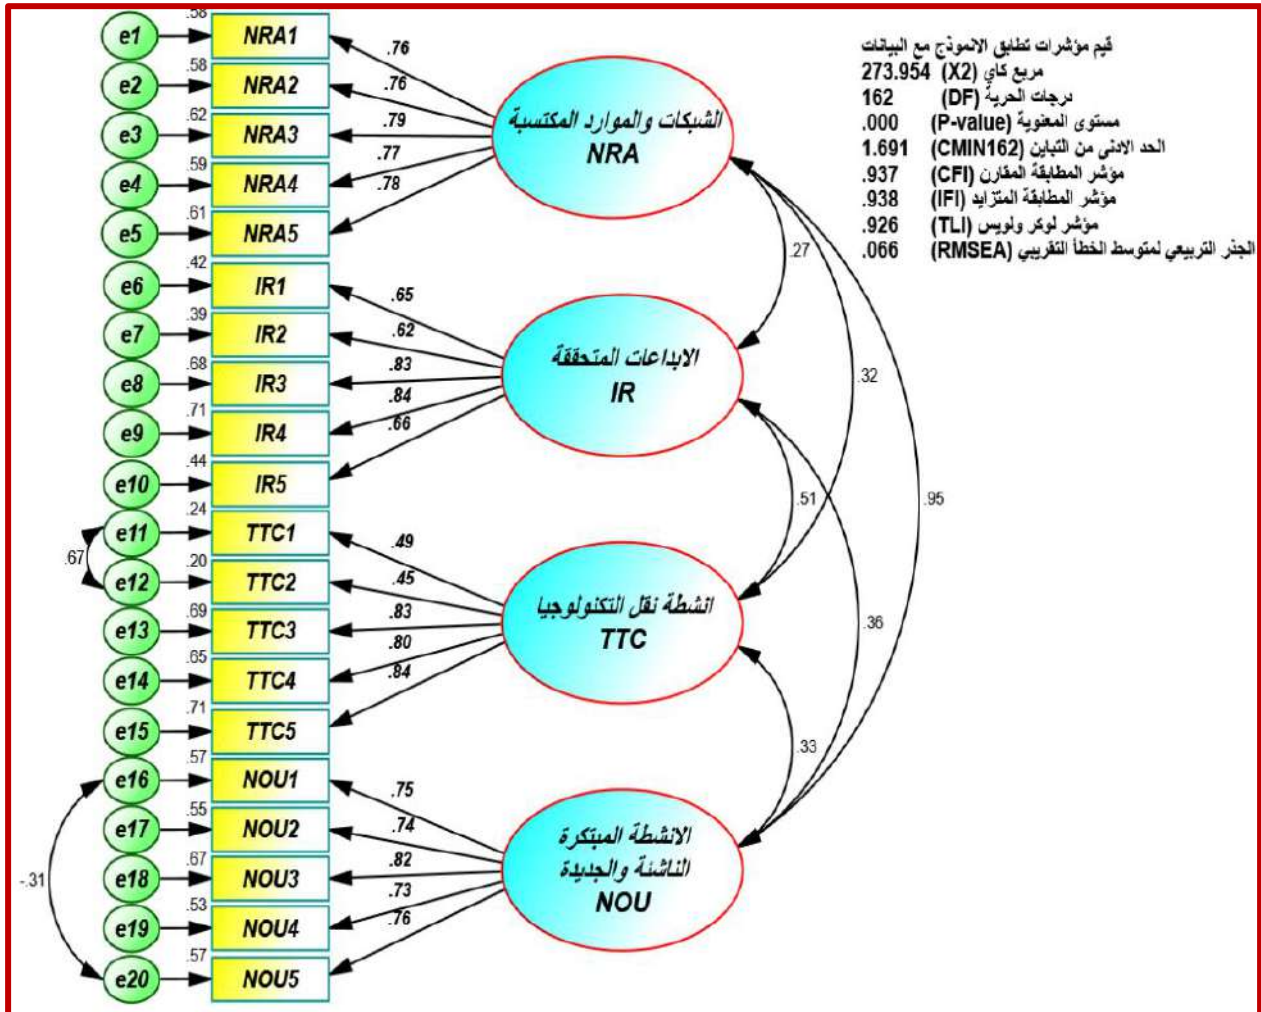 قيم مؤشرات تطابق الانموذج مع البيانات
مربع كاي (X2) 273.954
درجات الحرية (DF) 162
مستوى المعنوية (P-value) .000
الحد الادنى من التباين (CMIN162) 1.691
مؤشر المطابقة المقارن (CFI) .937
مؤشر المطابقة المتزايد (IFI) .938
مؤشر لوكر ولويس (TLI) .926
الجذر التربيعي لمتوسط الخطأ التقريبي (RMSEA) .066
e1 .58 NRA1 .76
e2 .58 NRA2 .76
e3 .62 NRA3 .79
e4 .59 NRA4 .77
e5 .61 NRA5 .78
الشبكات والموارد المكتسبة
NRA
e6 .42 IR1 .65
e7 .39 IR2 .62
e8 .68 IR3 .83
e9 .71 IR4 .84
e10 .44 IR5 .66
الابداعات المتحققة
IR
e11 .24 TTC1 .49
e12 .20 TTC2 .45
e13 .69 TTC3 .83
e14 .65 TTC4 .80
e15 .71 TTC5 .84
انشطة نقل التكنولوجيا
TTC
e16 .57 NOU1 .75
e17 .55 NOU2 .74
e18 .67 NOU3 .82
e19 .53 NOU4 .73
e20 .57 NOU5 .76
الانشطة المبتكرة
الناشئة والجديدة
NOU
.67
-.31
.27
.32
.51
.95
.36
.33